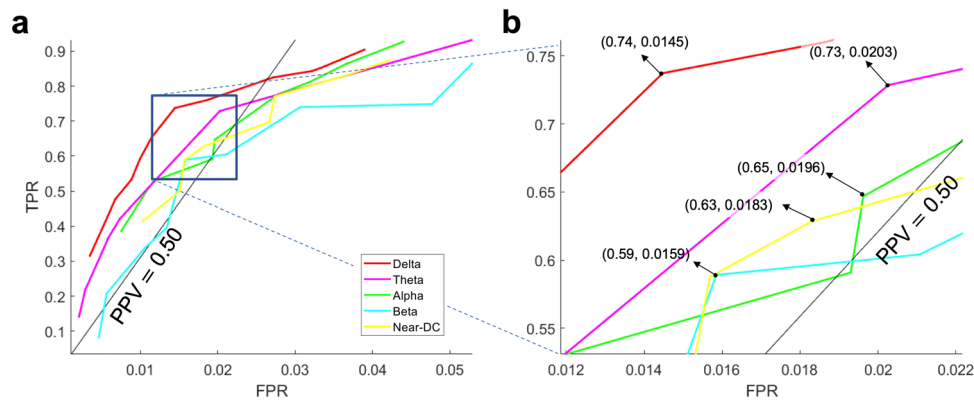 a
TPR
0.9
0.8
0.7
0.6
0.5
0.4
0.3
0.2
0.1
PPV = 0.50
Delta
Theta
Alpha
Beta
Near-DC
0.01
0.02
0.03
0.04
0.05
FPR
b
0.75
0.7
0.65
0.6
0.55
(0.74, 0.0145)
(0.73, 0.0203)
(0.65, 0.0196)
(0.63, 0.0183)
(0.59, 0.0159)
PPV = 0.50
0.012
0.014
0.016
0.018
0.02
0.022
FPR